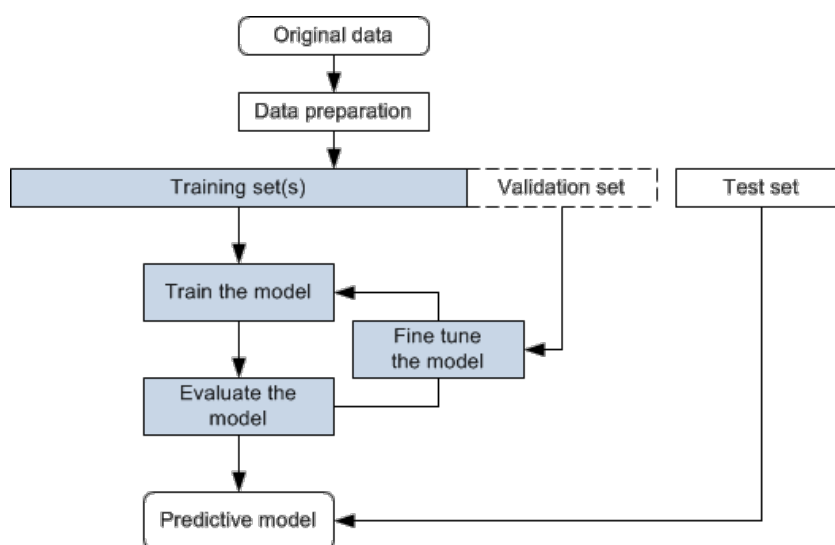 Original data
Data preparation
Training set(s)
Validation set
Test set
Train the model
Fine tune
the model
Evaluate the
model
Predictive model